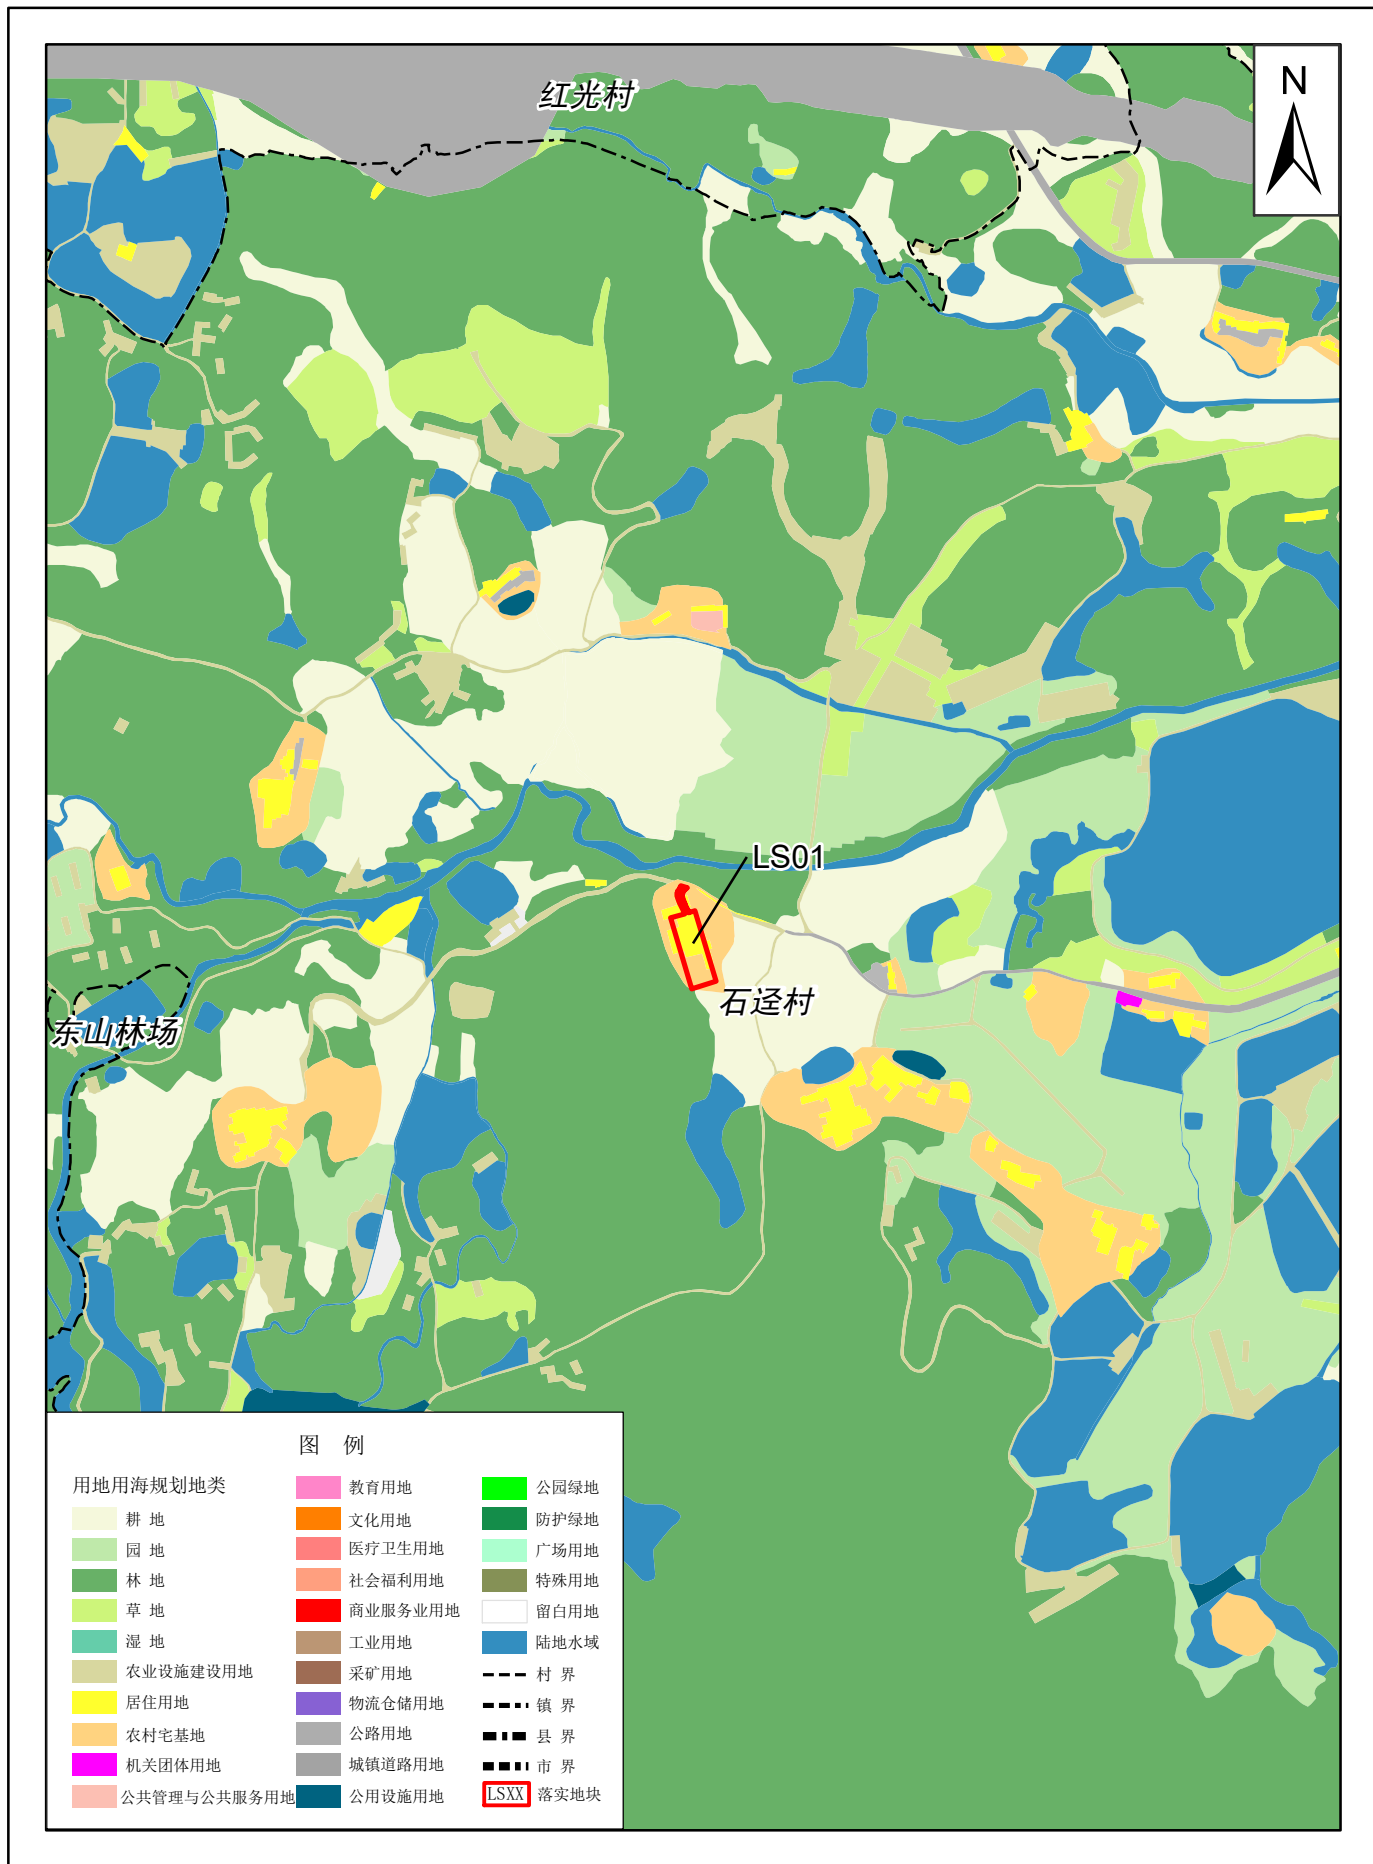 红光村
N
LS01
石迳村
东山林场
图 例
用地用海规划地类
耕 地
园 地
林 地
草 地
湿 地
农业设施建设用地
居住用地
农村宅基地
机关团体用地
公共管理与公共服务用地
教育用地
文化用地
医疗卫生用地
社会福利用地
商业服务业用地
工业用地
采矿用地
物流仓储用地
公路用地
城镇道路用地
公用设施用地
公园绿地
防护绿地
广场用地
特殊用地
留白用地
陆地水域
村 界
镇 界
县 界
市 界
LSXX 落实地块